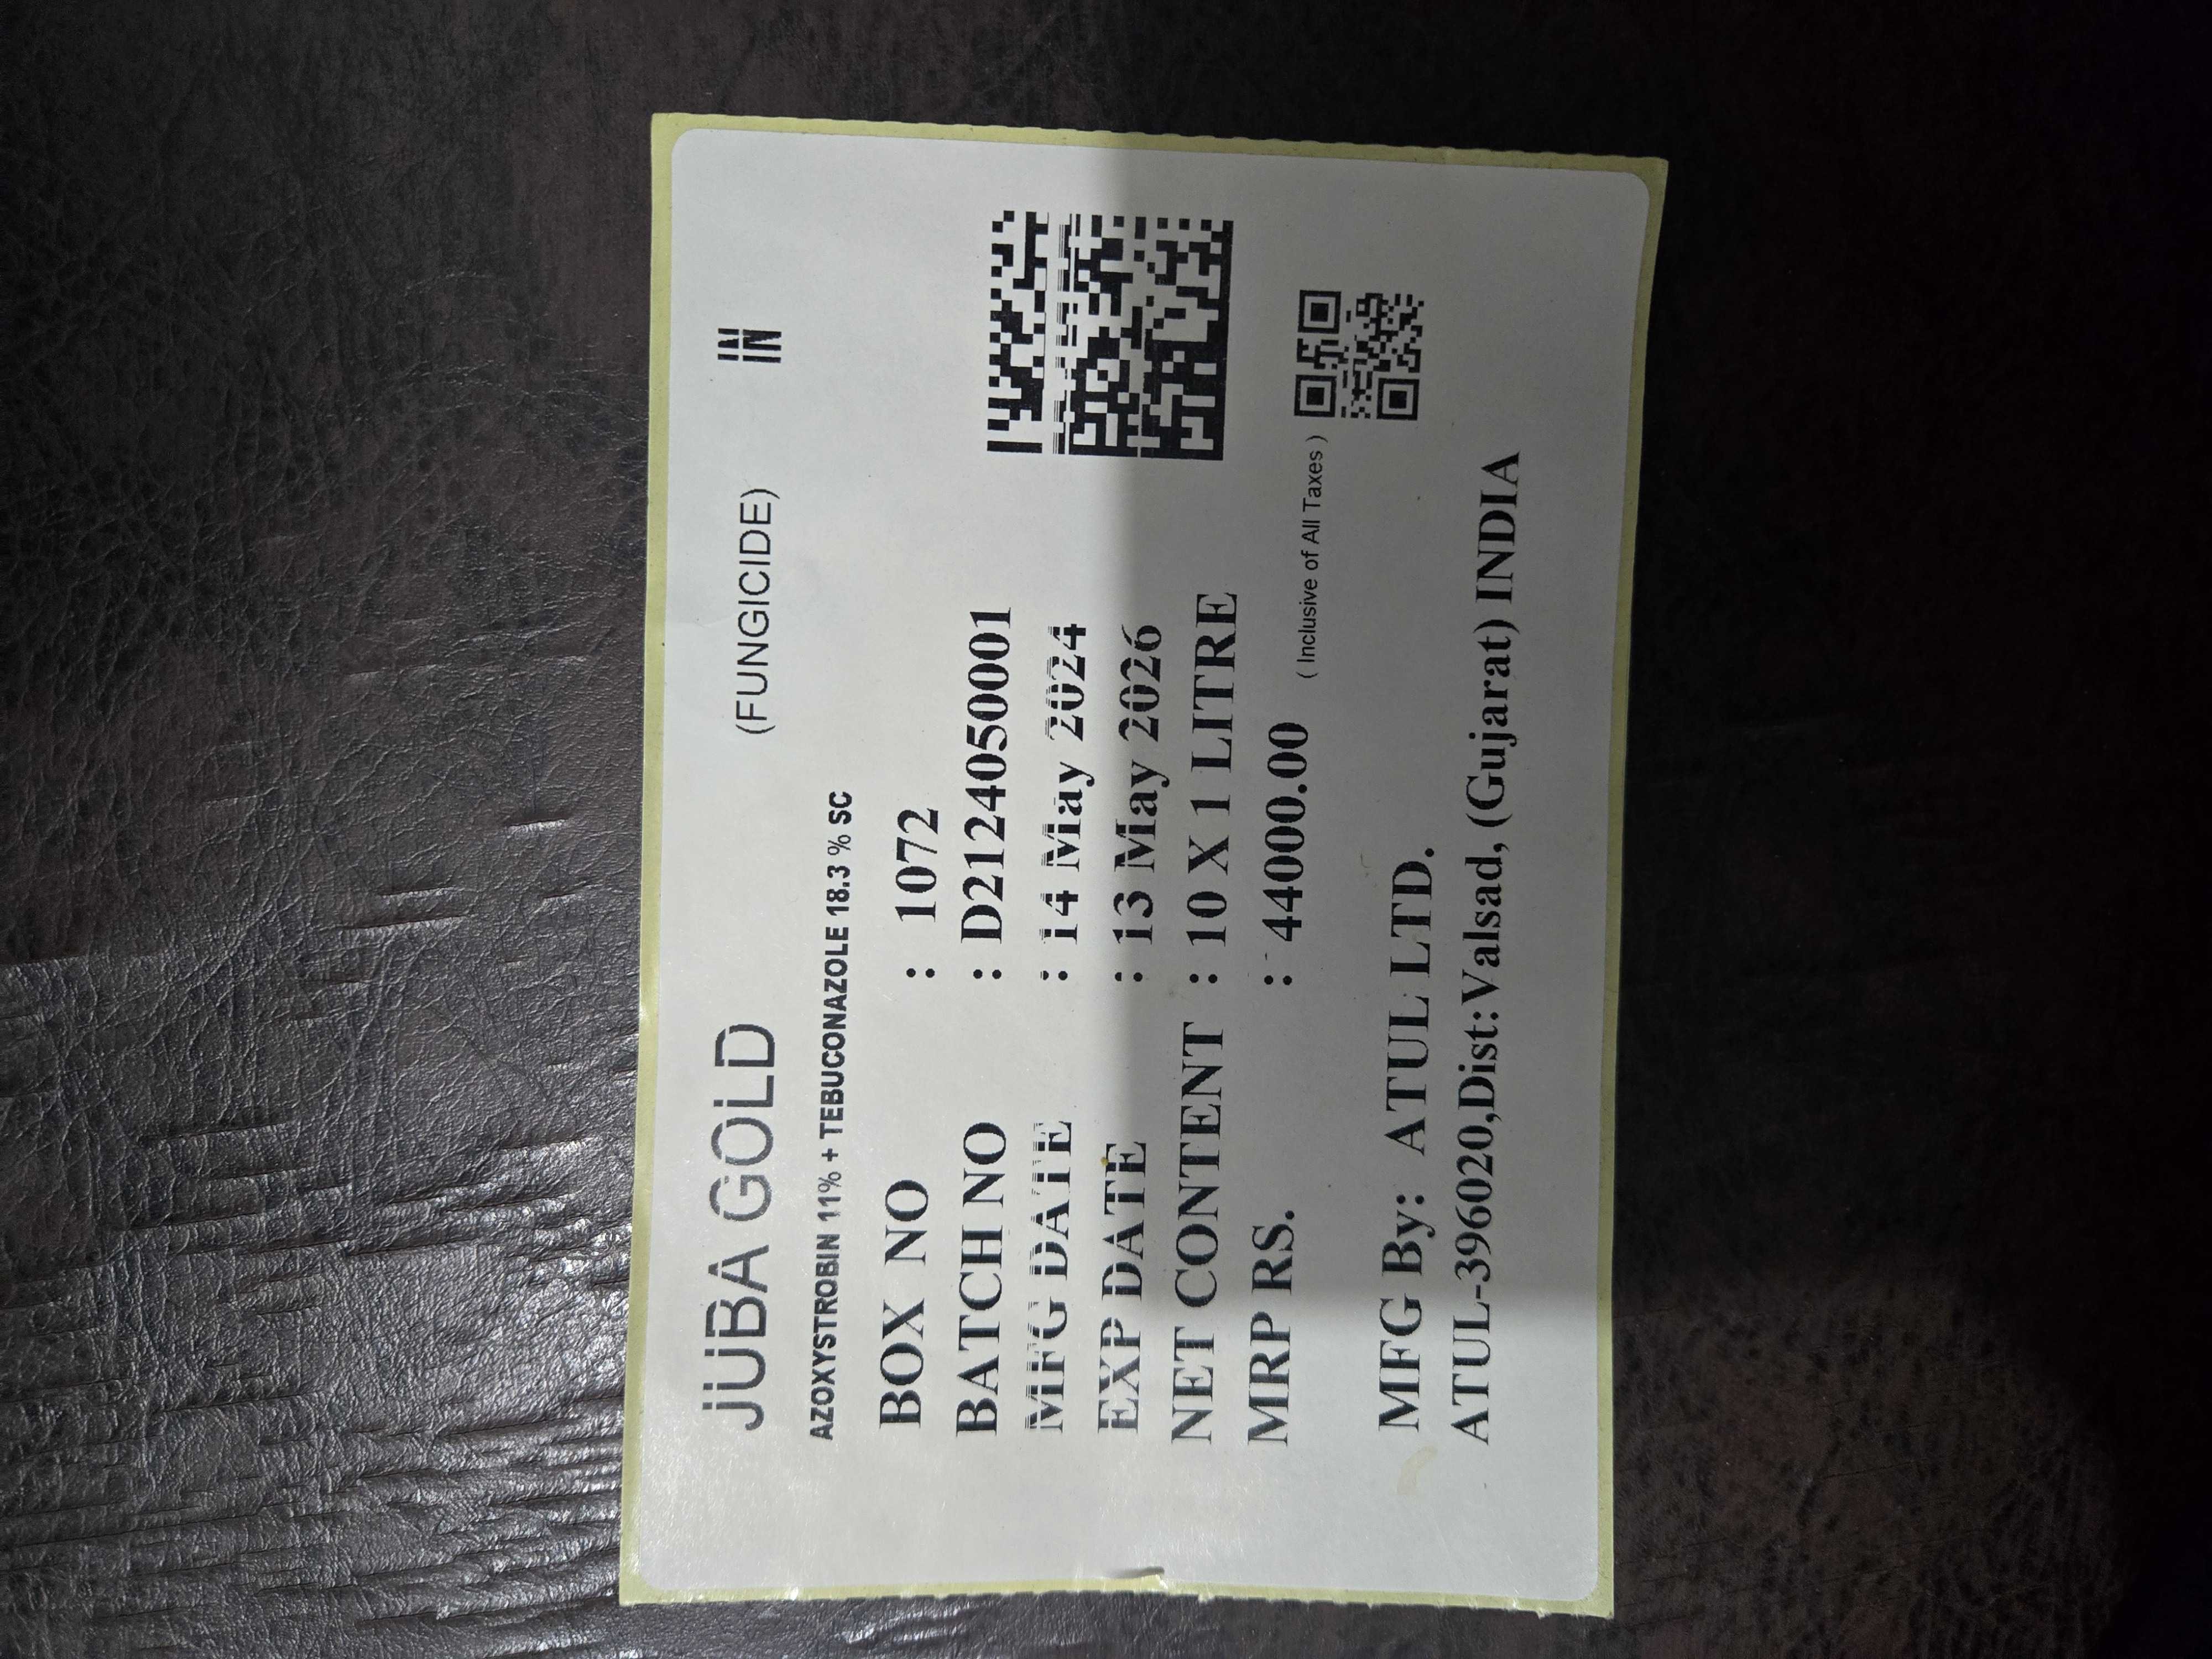 JUBA GOLD (FUNGICIDE) IN
AZOXYSTROBIN 11% + TEBUCONAZOLE 18.3 % SC
BOX NO : 1072
BATCH NO : D2124050001
MFG DATE : 14 May 2024
EXP DATE : 13 May 2026
NET CONTENT : 10 X 1 LITRE
MRP RS. : 44000.00 ( Inclusive of All Taxes )
MFG By: ATUL LTD.
ATUL-396020,Dist:Valsad, (Gujarat) INDIA